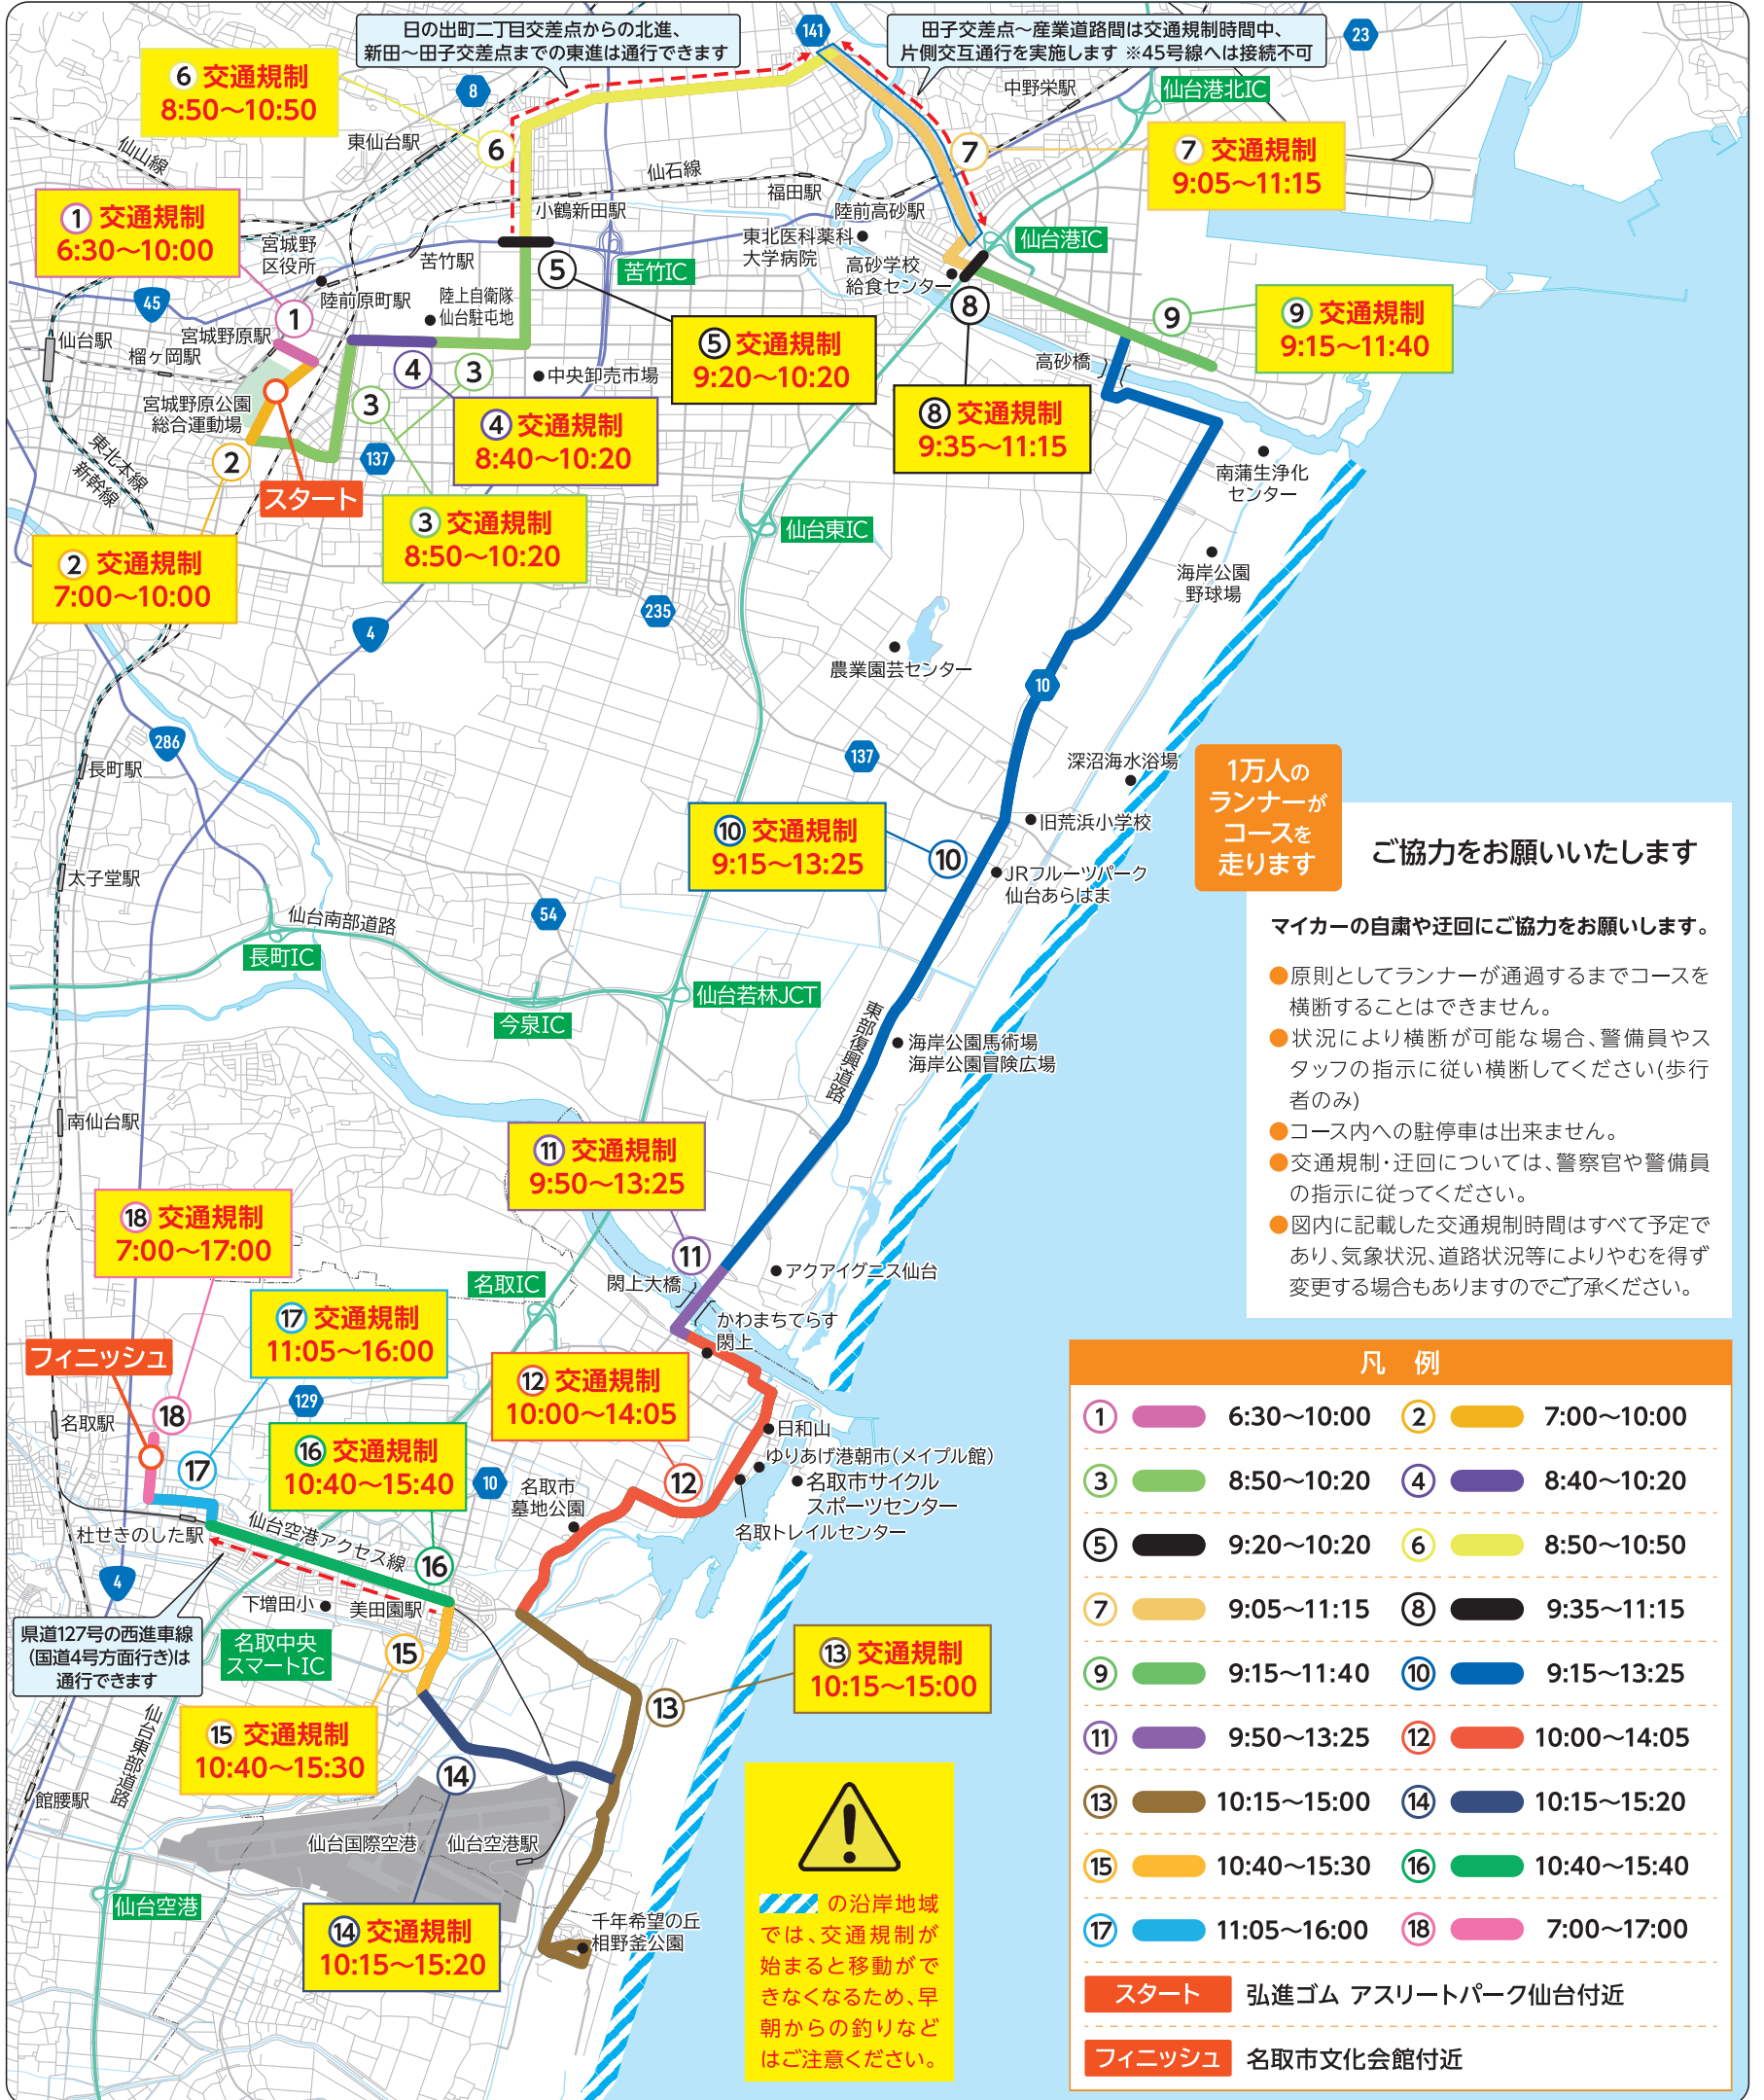 日の出町二丁目交差点からの北進、
新田～田子交差点までの東進は通行できます
141
田子交差点～産業道路間は交通規制時間中、
片側交互通行を実施します ※45号線へは接続不可
23
⑥ 交通規制
8:50～10:50
8
中野栄駅
仙台港北IC
東仙台駅
仙山線
6
7
⑦ 交通規制
9:05～11:15
仙石線
福田駅
① 交通規制
6:30～10:00
小鶴新田駅
陸前高砂駅
宮城野
区役所
東北医科薬科
大学病院
仙台港IC
苦竹駅
5
苦竹IC
高砂学校
給食センター
45
陸前原町駅
陸上自衛隊
仙台駐屯地
8
9
⑨ 交通規制
9:15～11:40
1
仙台駅
宮城野原駅
榴ヶ岡駅
⑤ 交通規制
9:20～10:20
高砂橋
4
3
中央卸売市場
宮城野原公園
総合運動場
3
④ 交通規制
8:40～10:20
⑧ 交通規制
9:35～11:15
東北本線
新幹線
2
137
南蒲生浄化
センター
スタート
③ 交通規制
8:50～10:20
仙台東IC
② 交通規制
7:00～10:00
海岸公園
野球場
235
4
農業園芸センター
10
286
137
長町駅
深沼海水浴場
1万人の
ランナーが
コースを
走ります
⑩ 交通規制
9:15～13:25
旧荒浜小学校
ご協力をお願いいたします
10
太子堂駅
JRフルーツパーク
仙台あらはま
仙台南部道路
54
マイカーの自粛や迂回にご協力をお願いします。
長町IC
●原則としてランナーが通過するまでコースを
横断することはできません。
仙台若林JCT
今泉IC
東部復興道路
海岸公園馬術場
海岸公園冒険広場
●状況により横断が可能な場合、警備員やス
タッフの指示に従い横断してください(歩行
者のみ)
南仙台駅
●コース内への駐停車は出来ません。
⑪ 交通規制
9:50～13:25
●交通規制・迂回については、警察官や警備員
の指示に従ってください。
⑱ 交通規制
7:00～17:00
●図内に記載した交通規制時間はすべて予定で
あり、気象状況、道路状況等によりやむを得ず
変更する場合もありますのでご了承ください。
11
名取IC
閖上大橋
アクアイグニス仙台
⑰ 交通規制
11:05～16:00
かわまちてらす
閖上
フィニッシュ
⑫ 交通規制
10:00～14:05
129
18
名取駅
日和山
⑯ 交通規制
10:40～15:40
17
10
12
ゆりあげ港朝市(メイプル館)
名取市
墓地公園
名取市サイクル
スポーツセンター
杜せきのした駅
仙台空港アクセス線
名取トレイルセンター
16
4
下増田小
美田園駅
県道127号の西進車線
(国道4号方面行き)は
通行できます
名取中央
スマートIC
15
⑬ 交通規制
10:15～15:00
13
仙台東部道路
⑮ 交通規制
10:40～15:30
14
館腰駅
仙台国際空港
仙台空港駅
仙台空港
⑭ 交通規制
10:15～15:20
千年希望の丘
相野釜公園
の沿岸地域
では、交通規制が
始まると移動がで
きなくなるため、早
朝からの釣りなど
はご注意ください。
凡 例
① 6:30～10:00 ② 7:00～10:00
③ 8:50～10:20 ④ 8:40～10:20
⑤ 9:20～10:20 ⑥ 8:50～10:50
⑦ 9:05～11:15 ⑧ 9:35～11:15
⑨ 9:15～11:40 ⑩ 9:15～13:25
⑪ 9:50～13:25 ⑫ 10:00～14:05
⑬ 10:15～15:00 ⑭ 10:15～15:20
⑮ 10:40～15:30 ⑯ 10:40～15:40
⑰ 11:05～16:00 ⑱ 7:00～17:00
スタート 弘進ゴム アスリートパーク仙台付近
フィニッシュ 名取市文化会館付近